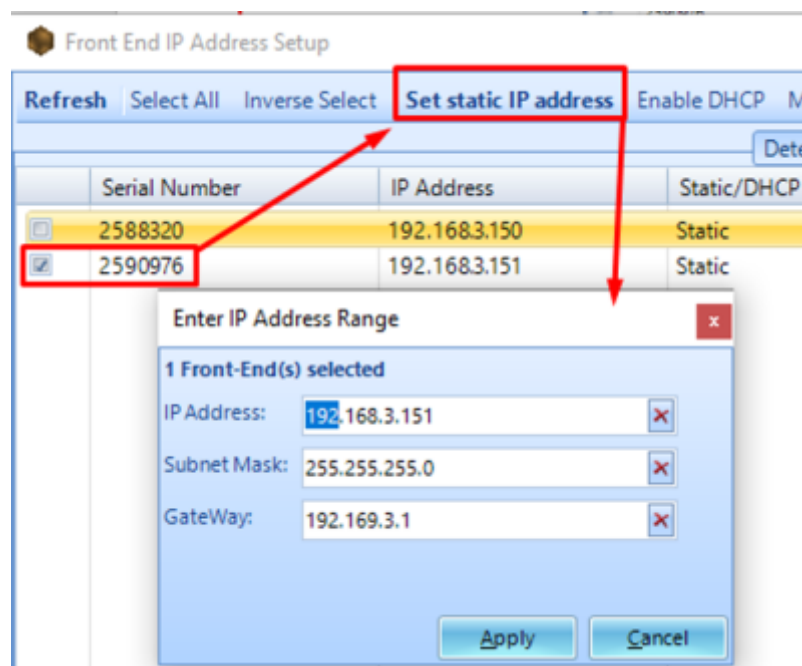 Front End IP Address Setup
Refresh Select All Inverse Select Set static IP address Enable DHCP M
Dete
Serial Number IP Address Static/DHCP
2588320 192.168.3.150 Static
2590976 192.168.3.151 Static
Enter IP Address Range
1 Front-End(s) selected
IP Address: 192.168.3.151
Subnet Mask: 255.255.255.0
GateWay: 192.169.3.1
Apply Cancel